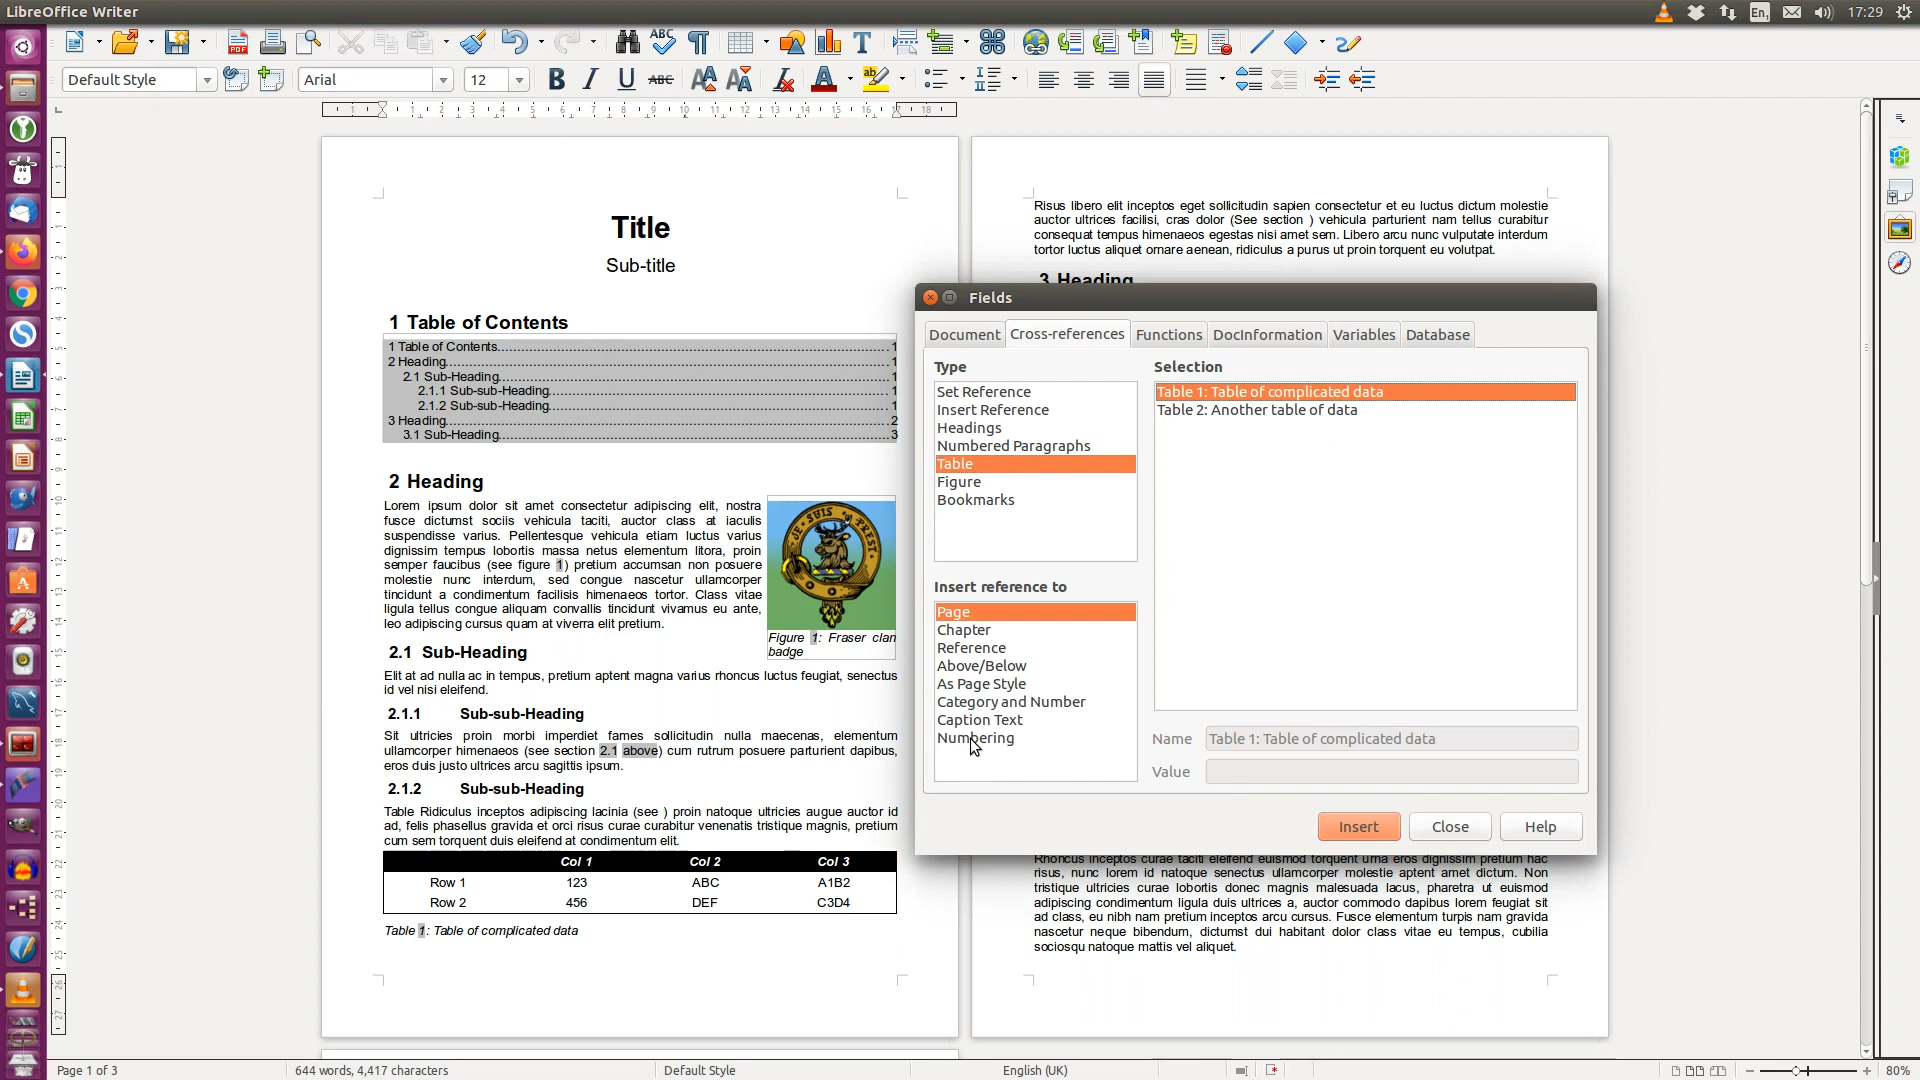 LibreOffice Writer
En
17:29
Default Style
Arial
12
Title
Sub-title
1 Table of Contents
1 Table of Contents 1
2 Heading 1
2.1 Sub-Heading 1
2.1.1 Sub-sub-Heading 1
2.1.2 Sub-sub-Heading 1
3 Heading 2
3.1 Sub-Heading 3
2 Heading
Lorem ipsum dolor sit amet consectetur adipiscing elit, nostra
fusce dictumst sociis vehicula taciti, auctor class at iaculis
suspendisse varius. Pellentesque vehicula etiam luctus varius
dignissim tempus lobortis massa netus elementum litora, proin
semper faucibus (see figure 1) pretium accumsan non posuere
molestie nunc interdum, sed congue nascetur ullamcorper
tincidunt a condimentum facilisis himenaeos tortor. Class vitae
ligula tellus congue aliquam convallis tincidunt vivamus eu ante,
leo adipiscing cursus quam at viverra elit pretium.
JE SUIS PREST
Figure 1: Fraser clan
badge
2.1 Sub-Heading
Elit at ad nulla ac in tempus, pretium aptent magna varius rhoncus luctus feugiat, senectus
id vel nisi eleifend.
2.1.1 Sub-sub-Heading
Sit ultricies proin morbi imperdiet fames sollicitudin nulla maecenas, elementum
ullamcorper himenaeos (see section 2.1 above) cum rutrum posuere parturient dapibus,
eros duis justo ultrices arcu sagittis ipsum.
2.1.2 Sub-sub-Heading
Table Ridiculus inceptos adipiscing lacinia (see ) proin natoque ultricies augue auctor id
ad, felis phasellus gravida et orci risus curae curabitur venenatis tristique magnis, pretium
cum sem torquent duis eleifend at condimentum elit.
Col 1 Col 2 Col 3
Row 1 123 ABC A1B2
Row 2 456 DEF C3D4
Table 1: Table of complicated data
Risus libero elit inceptos eget sollicitudin sapien consectetur et eu luctus dictum molestie
auctor ultrices facilisi, cras dolor (See section ) vehicula parturient nam tellus curabitur
consequat tempus himenaeos egestas nisi amet sem. Libero arcu nunc vulputate interdum
tortor luctus aliquet ornare aenean, ridiculus a purus ut proin torquent eu volutpat.
3 Heading
Fields
Document Cross-references Functions DocInformation Variables Database
Type
Set Reference
Insert Reference
Headings
Numbered Paragraphs
Table
Figure
Bookmarks
Selection
Table 1: Table of complicated data
Table 2: Another table of data
Insert reference to
Page
Chapter
Reference
Above/Below
As Page Style
Category and Number
Caption Text
Numbering
Name Table 1: Table of complicated data
Value
Insert Close Help
Rhoncus inceptos curae taciti eleifend euismod torquent urna eros dignissim pretium hac
risus, nunc lorem id natoque senectus ullamcorper molestie aptent amet dictum. Non
tristique ultricies curae lobortis donec magnis malesuada lacus, pharetra ut euismod
adipiscing condimentum ligula duis ultrices a, auctor commodo dapibus lorem feugiat sit
ad class, eu nibh nam pretium inceptos arcu cursus. Fusce elementum turpis nam gravida
nascetur neque bibendum, dictumst dui habitant dolor class vitae eu tempus, cubilia
sociosqu natoque mattis vel aliquet.
Page 1 of 3
644 words, 4,417 characters
Default Style
English (UK)
80%